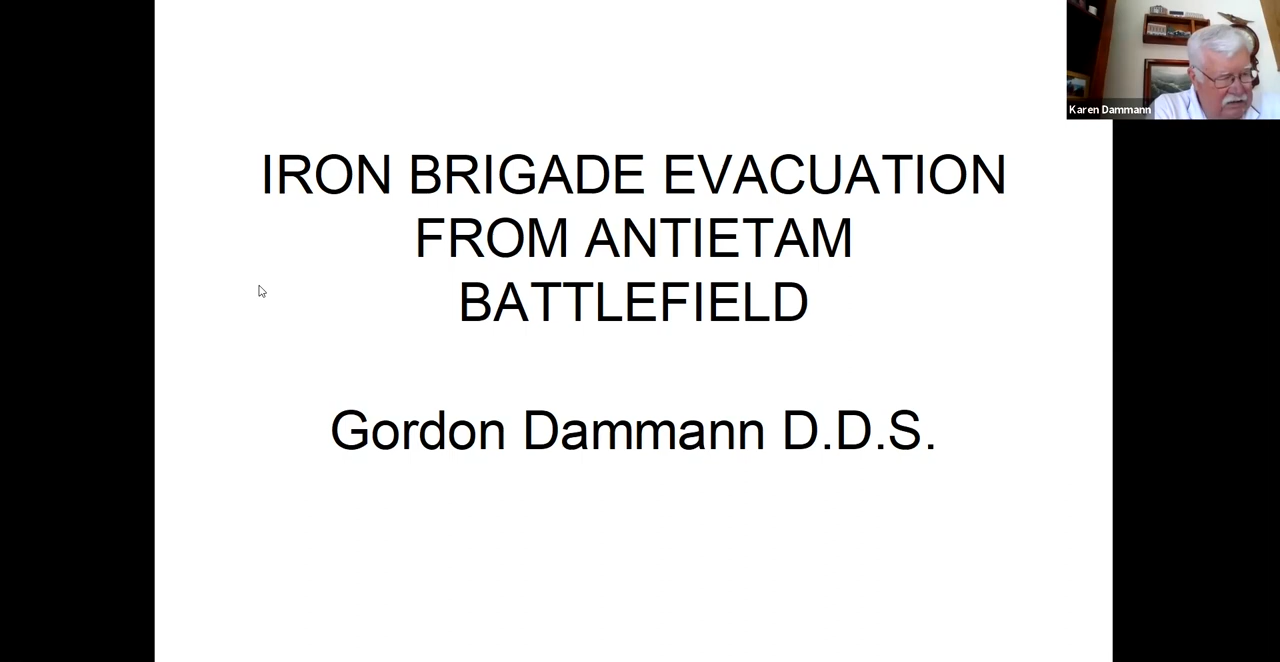 Karen Dammann
IRON BRIGADE EVACUATION
FROM ANTIETAM
BATTLEFIELD
Gordon Dammann D.D.S.